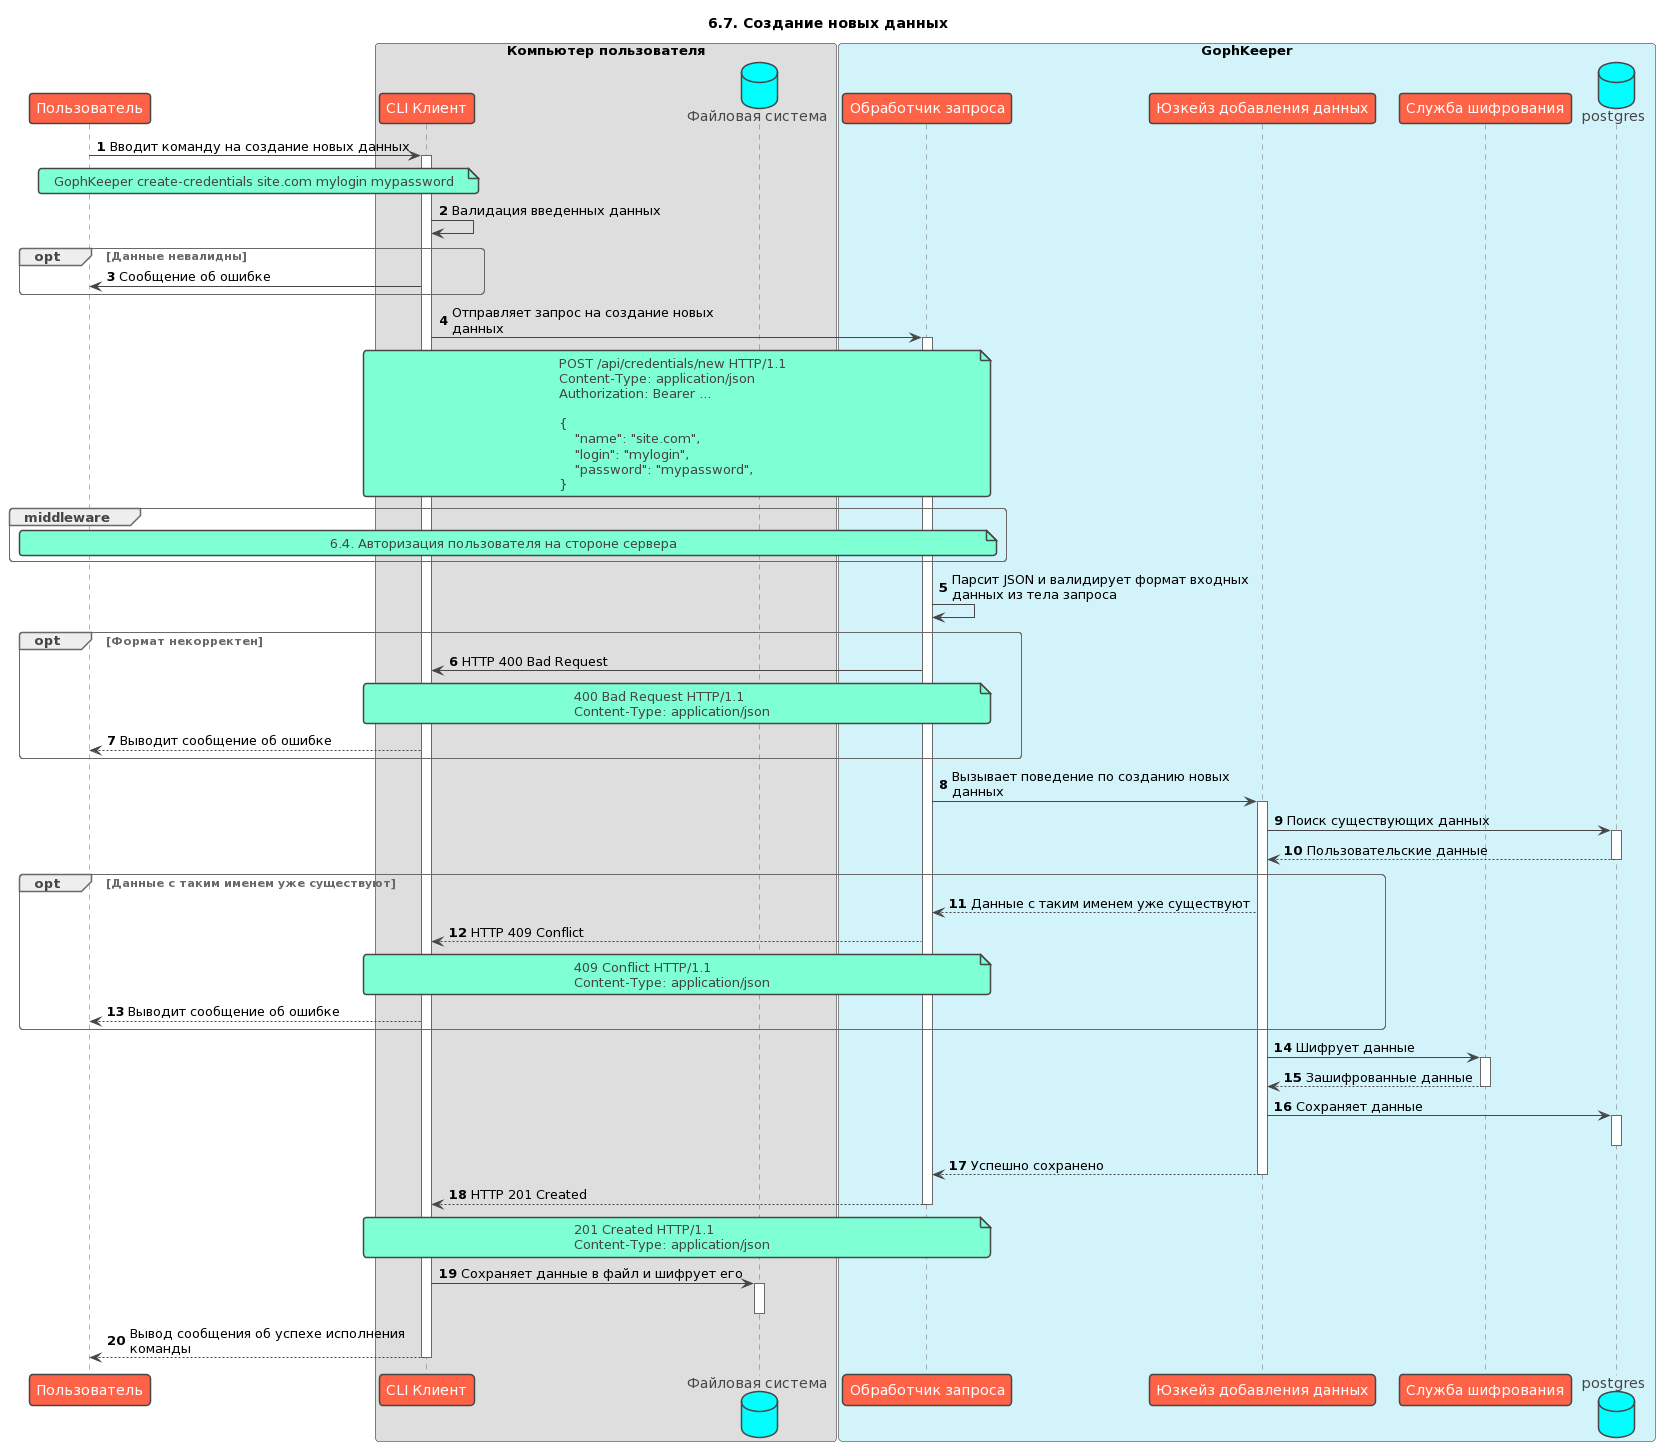 6.7. Создание новых данных
Компьютер пользователя
GophKeeper
Пользователь
CLI Клиент
Файловая система
Обработчик запроса
Юзкейз добавления данных
Служба шифрования
postgres
1 Вводит команду на создание новых данных
GophKeeper create-credentials site.com mylogin mypassword
2 Валидация введенных данных
opt [Данные невалидны]
3 Сообщение об ошибке
4 Отправляет запрос на создание новых
данных
POST /api/credentials/new HTTP/1.1
Content-Type: application/json
Authorization: Bearer ...
{
"name": "site.com",
"login": "mylogin",
"password": "mypassword",
}
middleware
6.4. Авторизация пользователя на стороне сервера
5 Парсит JSON и валидирует формат входных
данных из тела запроса
opt [Формат некорректен]
6 HTTP 400 Bad Request
400 Bad Request HTTP/1.1
Content-Type: application/json
7 Выводит сообщение об ошибке
8 Вызывает поведение по созданию новых
данных
9 Поиск существующих данных
10 Пользовательские данные
opt [Данные с таким именем уже существуют]
11 Данные с таким именем уже существуют
12 HTTP 409 Conflict
409 Conflict HTTP/1.1
Content-Type: application/json
13 Выводит сообщение об ошибке
14 Шифрует данные
15 Зашифрованные данные
16 Сохраняет данные
17 Успешно сохранено
18 HTTP 201 Created
201 Created HTTP/1.1
Content-Type: application/json
19 Сохраняет данные в файл и шифрует его
20 Вывод сообщения об успехе исполнения
команды
Пользователь
CLI Клиент
Файловая система
Обработчик запроса
Юзкейз добавления данных
Служба шифрования
postgres